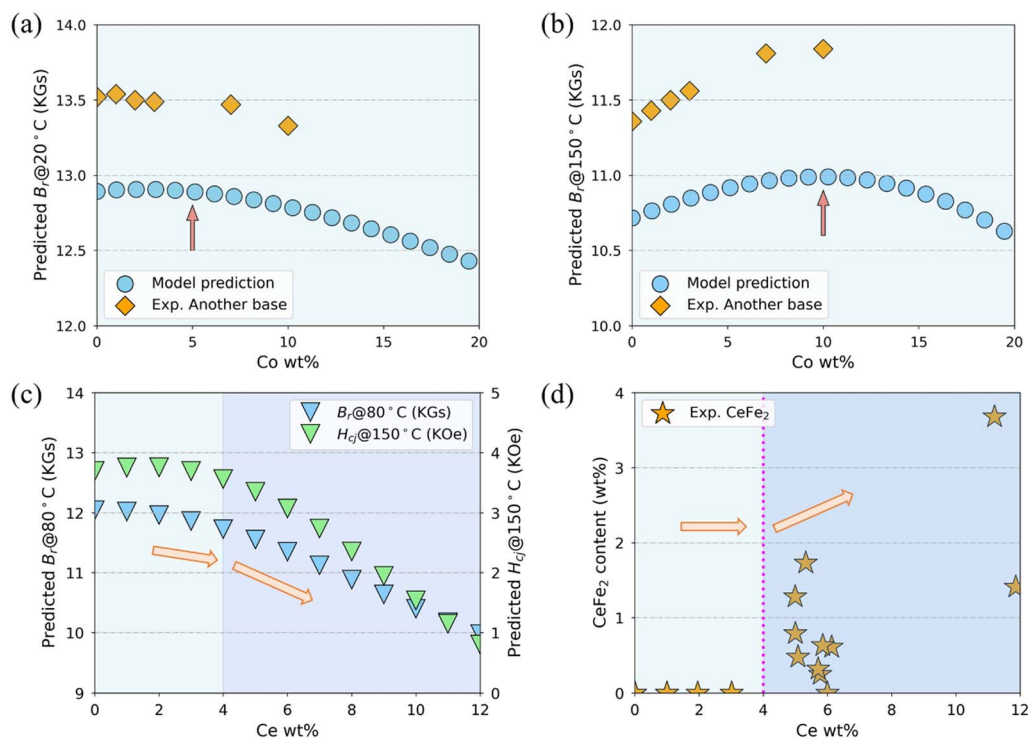 (a)
14.0
13.5
13.0
12.5
12.0
Predicted Bᵣ@20°C (KGs)
Model prediction
Exp. Another base
0 5 10 15 20
Co wt%
(b)
12.0
11.5
11.0
10.5
10.0
Predicted Bᵣ@150°C (KGs)
Model prediction
Exp. Another base
0 5 10 15 20
Co wt%
(c)
14
13
12
11
10
9
Predicted Bᵣ@80°C (KGs)
Bᵣ@80°C (KGs)
H_cj@150°C (KOe)
5
4
3
2
1
0
Predicted H_cj@150°C (KOe)
0 2 4 6 8 10 12
Ce wt%
(d)
4
3
2
1
0
CeFe₂ content (wt%)
Exp. CeFe₂
0 2 4 6 8 10 12
Ce wt%